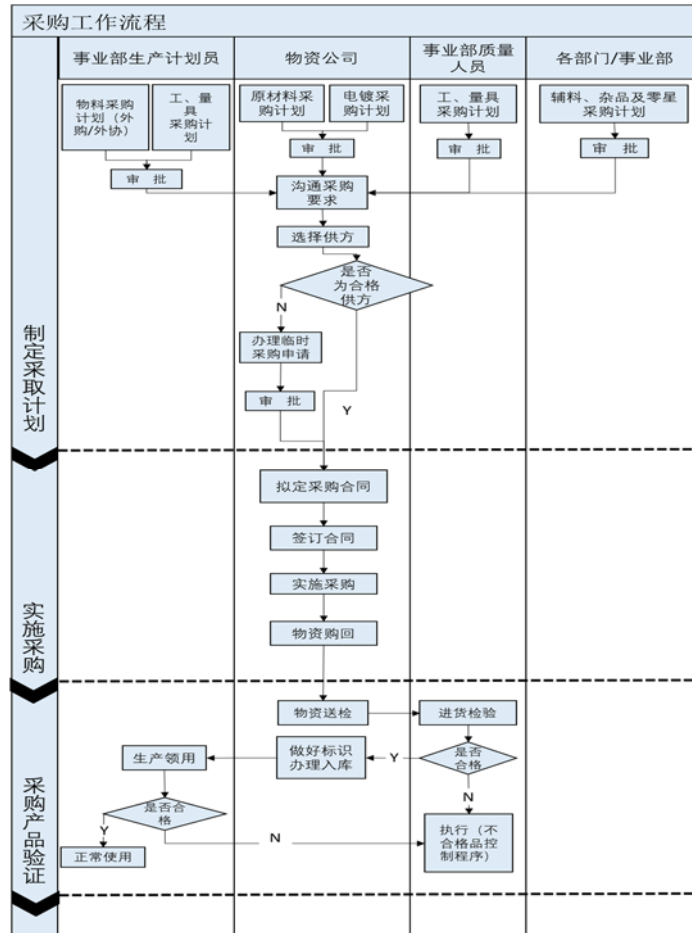 采购工作流程
事业部生产计划员
物资公司
事业部质量
人员
各部门/事业部
物料采购
计划（外
购/外协）
工、量
具
采购计
划
原材料采
购计划
电镀采
购计划
工、量具
采购计划
辅料、杂品及零星
采购计划
审 批
审 批
审 批
审 批
沟通采购
要求
选择供方
是否
为合格
供方
N
办理临时
采购申请
审 批
Y
制定采取计划
拟定采购合同
签订合同
实施采购
物资购回
实施采购
物资送检
进货检验
生产领用
做好标识
办理入库
Y
是否
合格
N
是否合
格
Y
N
正常使用
执行（不
合格品控
制程序）
采购产品验证